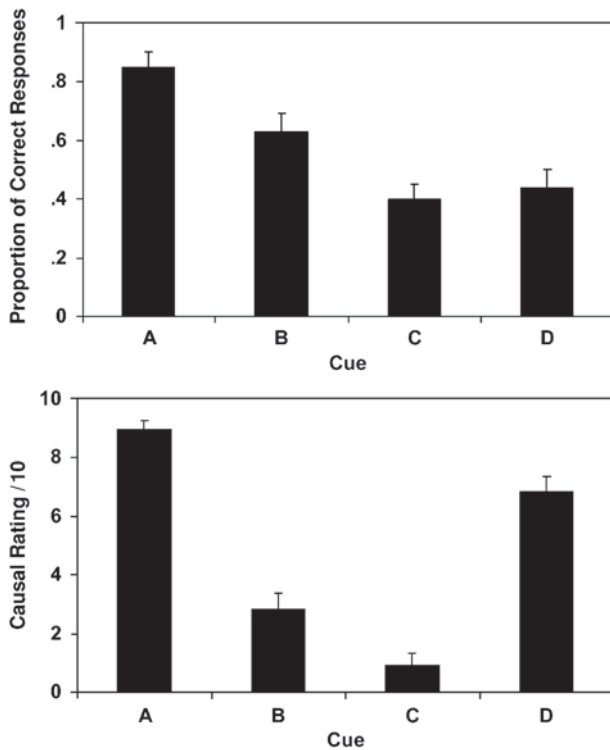 Proportion of Correct Responses
1
.8
.6
.4
.2
0
A B C D
Cue
Causal Rating / 10
10
8
6
4
2
0
A B C D
Cue